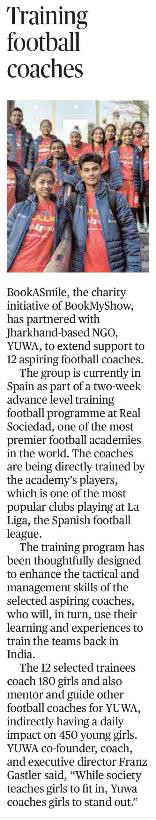 Training
football
coaches
BookASmile, the charity
initiative of BookMyShow,
has partnered with
Jharkhand-based NGO,
YUWA, to extend support to
12 aspiring football coaches.
The group is currently in
Spain as part of a two-week
advance level training
football programme at Real
Sociedad, one of the most
premier football academies
in the world. The coaches
are being directly trained by
the academy's players,
which is one of the most
popular clubs playing at La
Liga, the Spanish football
league.
The training program has
been thoughtfully designed
to enhance the tactical and
management skills of the
selected aspiring coaches,
who will, in turn, use their
learning and experiences to
train the teams back in
India.
The 12 selected trainees
coach 180 girls and also
mentor and guide other
football coaches for YUWA,
indirectly having a daily
impact on 450 young girls.
YUWA co-founder, coach,
and executive director Franz
Gastler said, “While society
teaches girls to fit in, Yuwa
coaches girls to stand out.”